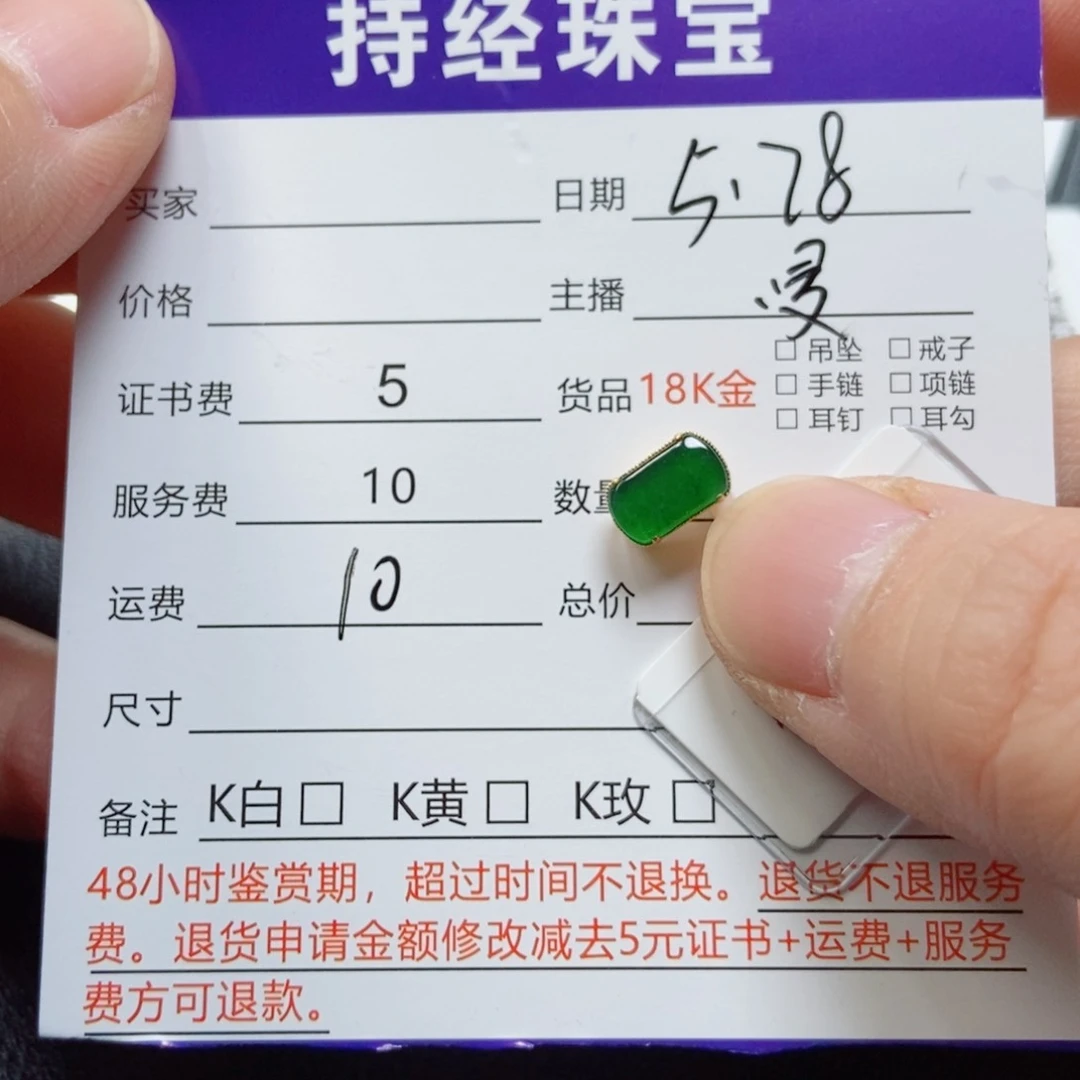 持经珠宝
买家 日期 5.28
价格 主播
□ 吊坠 □ 戒子
证书费 5 货品 18K金 □ 手链 □ 项链
□ 耳钉 □ 耳勾
服务费 10 数量
运费 10 总价
尺寸
备注 K白□ K黄□ K玫□
48小时鉴赏期，超过时间不退换。退货不退服务
费。退货申请金额修改减去5元证书+运费+服务
费方可退款。